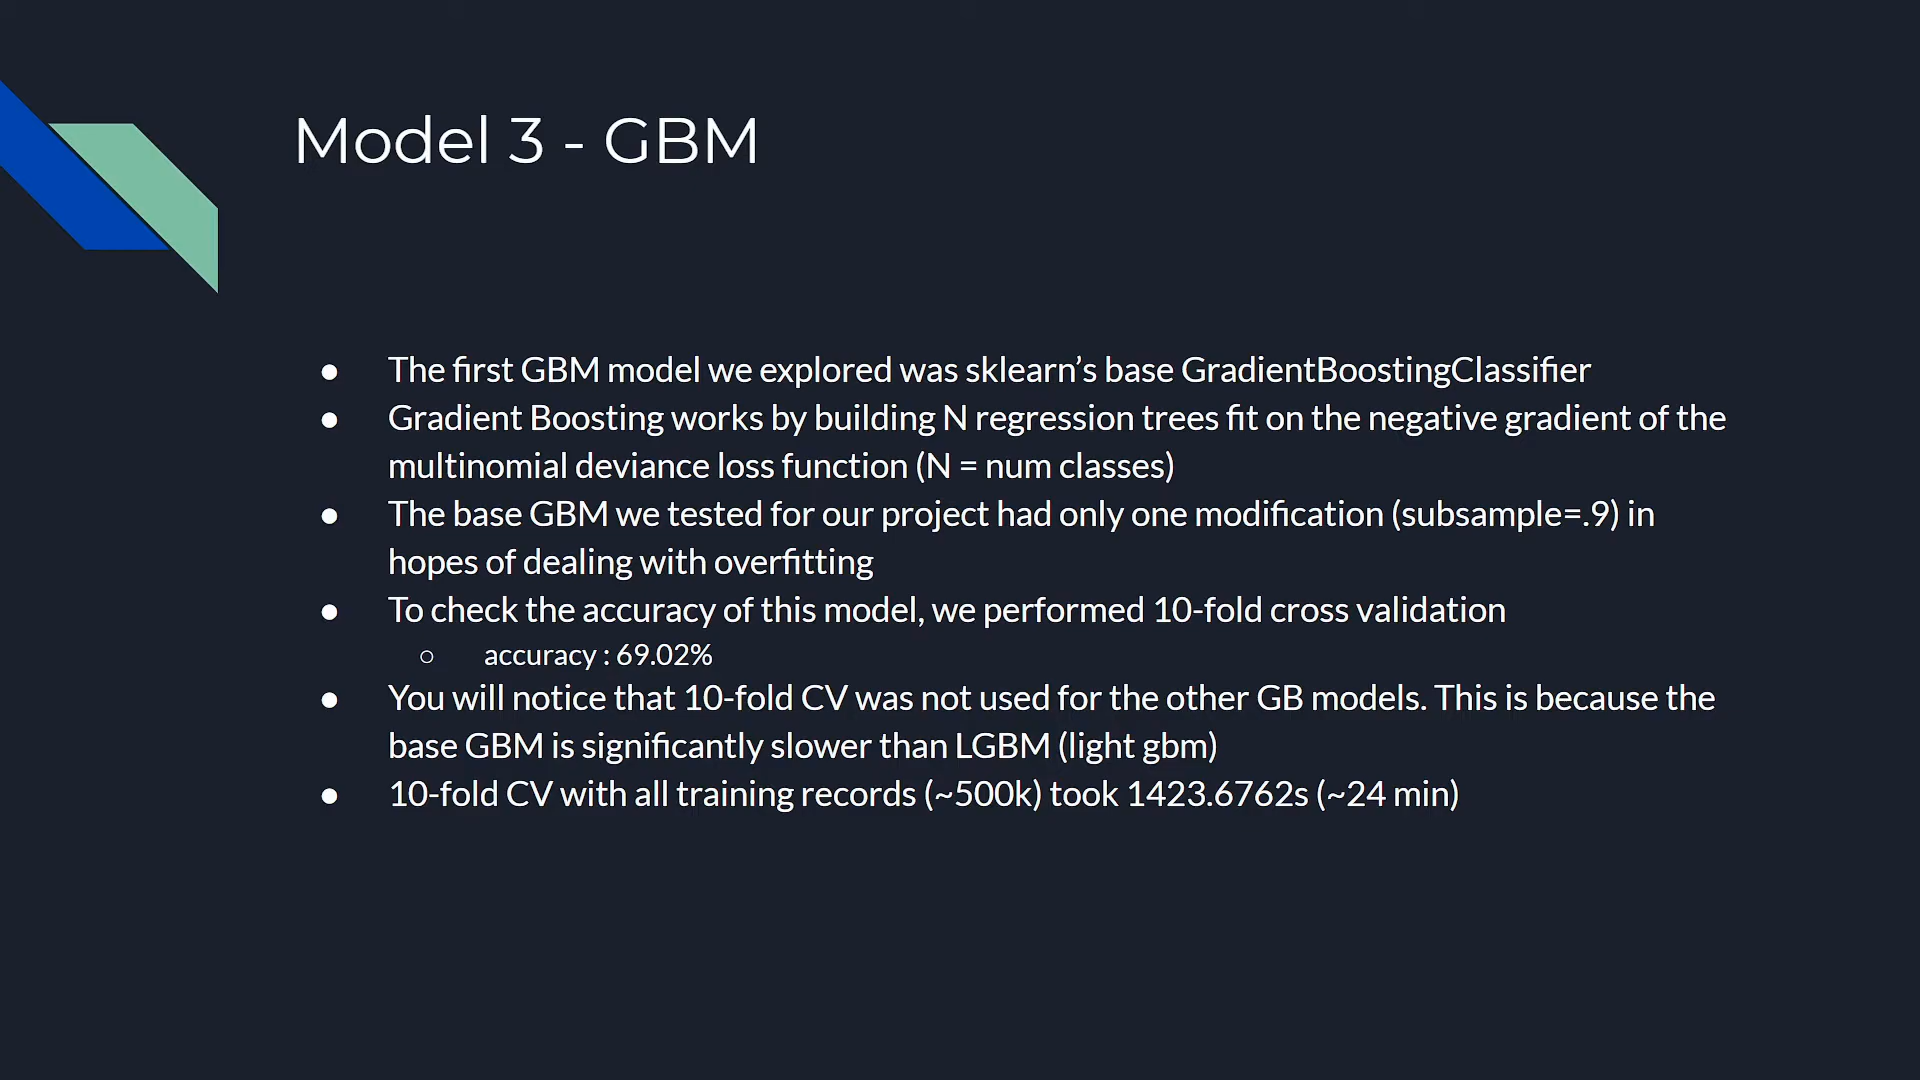 Model 3 - GBM
● The first GBM model we explored was sklearn’s base GradientBoostingClassifier
● Gradient Boosting works by building N regression trees fit on the negative gradient of the
multinomial deviance loss function (N = num classes)
● The base GBM we tested for our project had only one modification (subsample=.9) in
hopes of dealing with overfitting
● To check the accuracy of this model, we performed 10-fold cross validation
○ accuracy : 69.02%
● You will notice that 10-fold CV was not used for the other GB models. This is because the
base GBM is significantly slower than LGBM (light gbm)
● 10-fold CV with all training records (~500k) took 1423.6762s (~24 min)